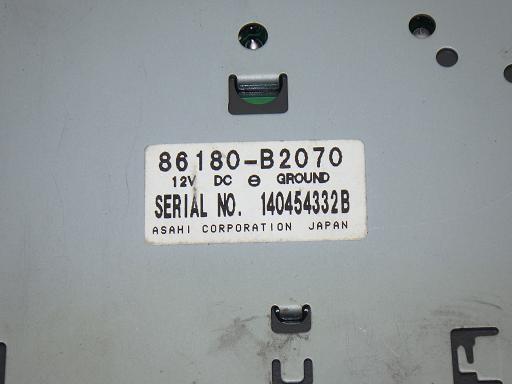 86180-B2070
12V DC ⊖ GROUND
SERIAL NO. 140454332B
ASAHI CORPORATION JAPAN